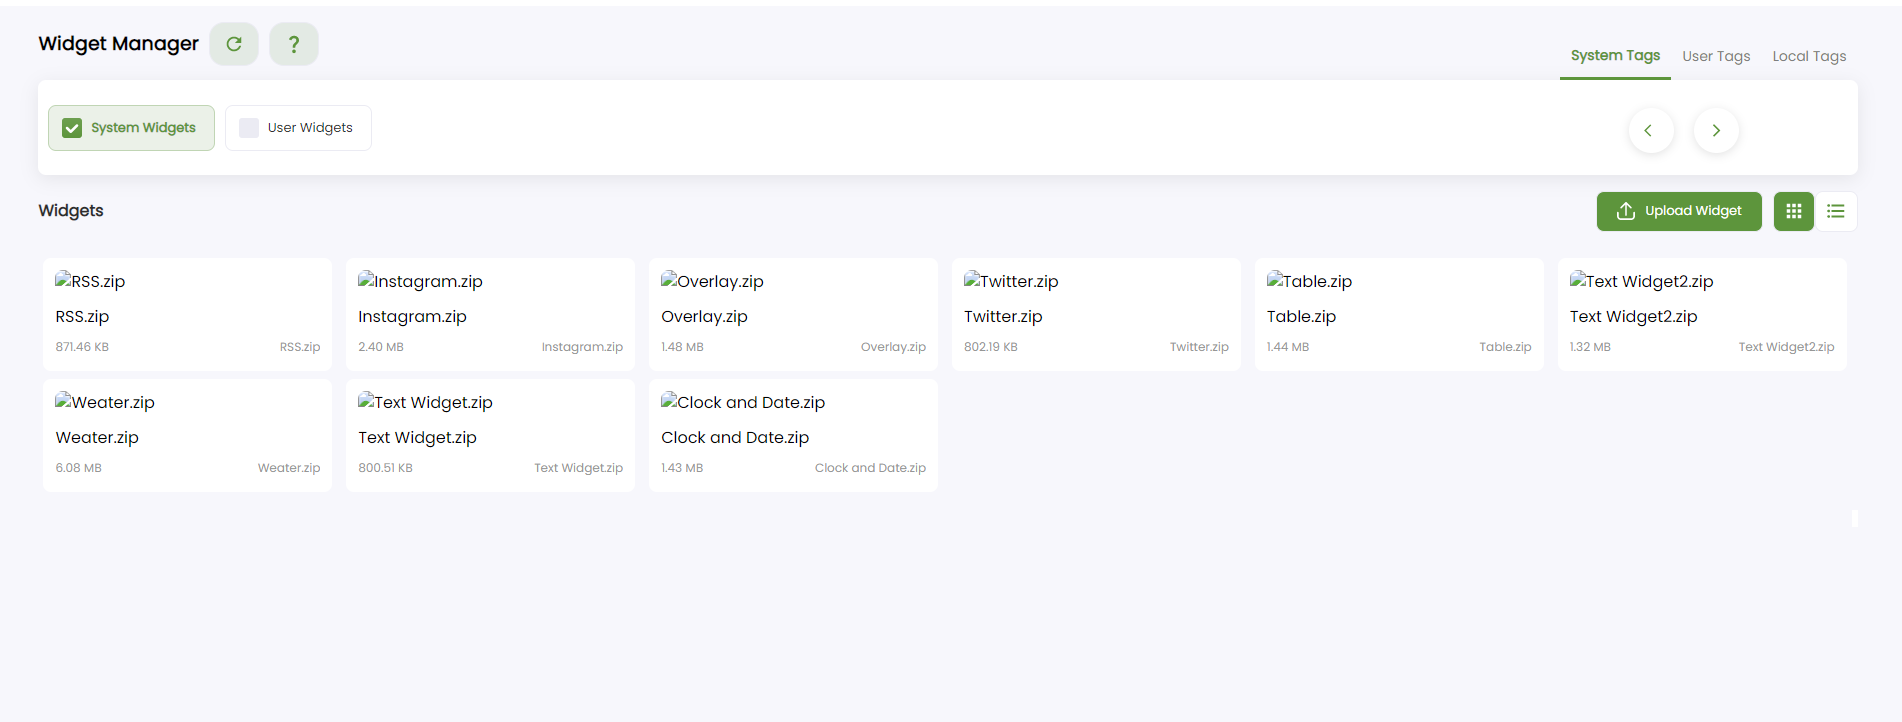 Widget Manager ?
System Tags User Tags Local Tags
System Widgets User Widgets
Widgets
Upload Widget
RSS.zip Instagram.zip Overlay.zip Twitter.zip Table.zip Text Widget2.zip
RSS.zip Instagram.zip Overlay.zip Twitter.zip Table.zip Text Widget2.zip
871.46 KB RSS.zip 2.40 MB Instagram.zip 1.48 MB Overlay.zip 802.19 KB Twitter.zip 1.44 MB Table.zip 1.32 MB Text Widget2.zip
Weater.zip Text Widget.zip Clock and Date.zip
Weater.zip Text Widget.zip Clock and Date.zip
6.08 MB Weater.zip 800.51 KB Text Widget.zip 1.43 MB Clock and Date.zip